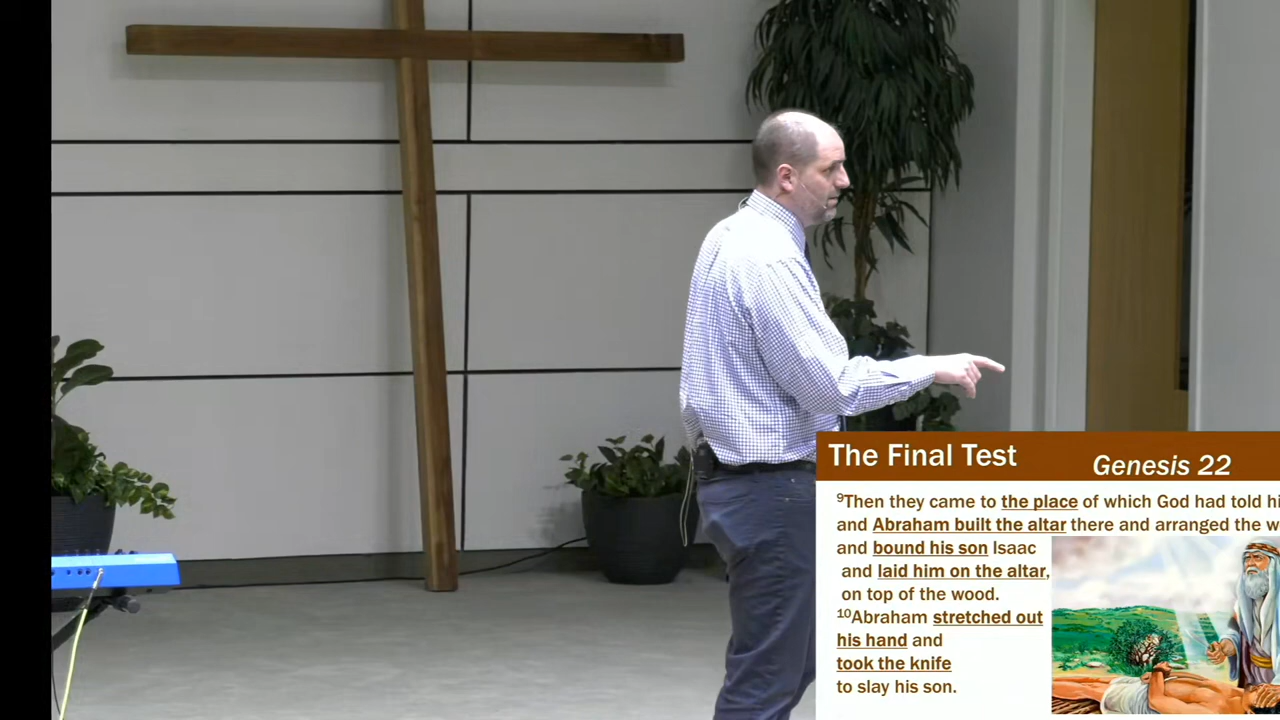 The Final Test
Genesis 22
⁹Then they came to the place of which God had told
and Abraham built the altar there and arranged the
and bound his son Isaac
and laid him on the altar,
on top of the wood.
¹⁰Abraham stretched out
his hand and
took the knife
to slay his son.